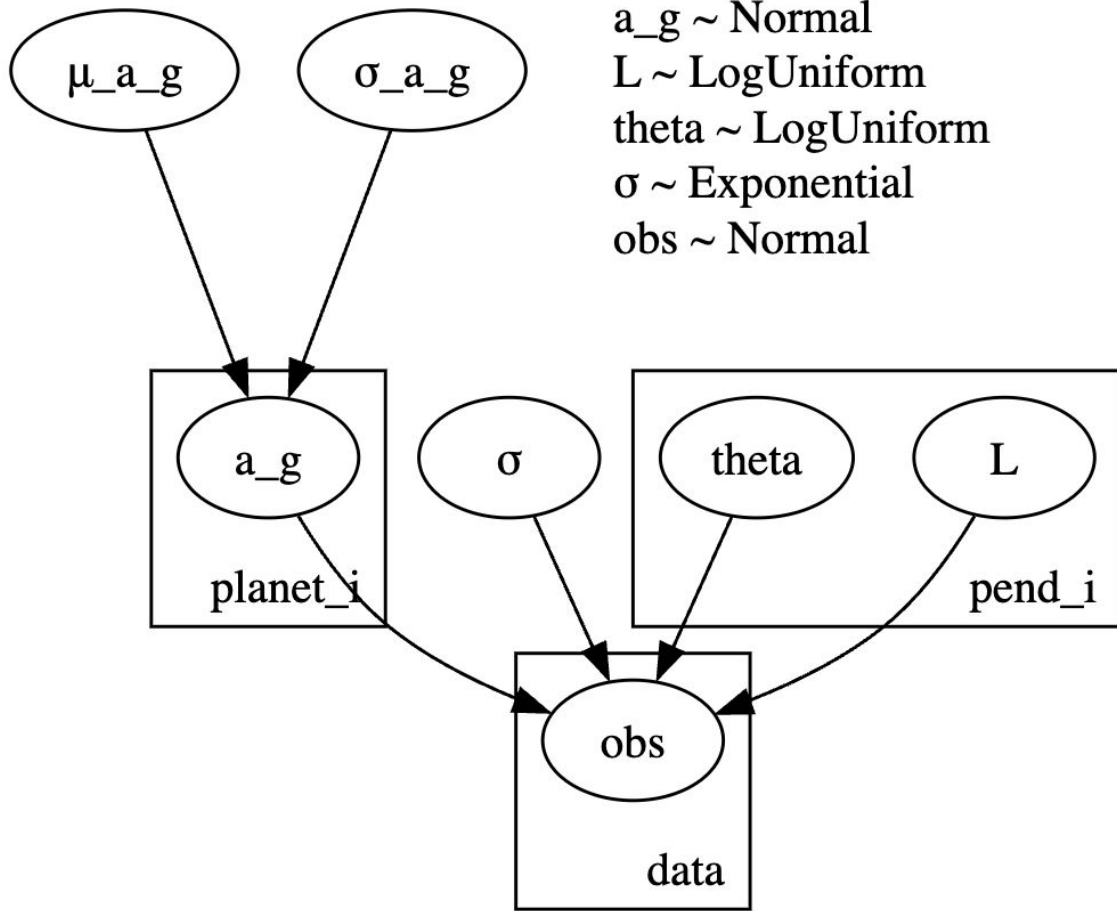 a_g ~ Normal
L ~ LogUniform
theta ~ LogUniform
σ ~ Exponential
obs ~ Normal
μ_a_g
σ_a_g
a_g
planet_i
σ
theta
L
pend_i
obs
data